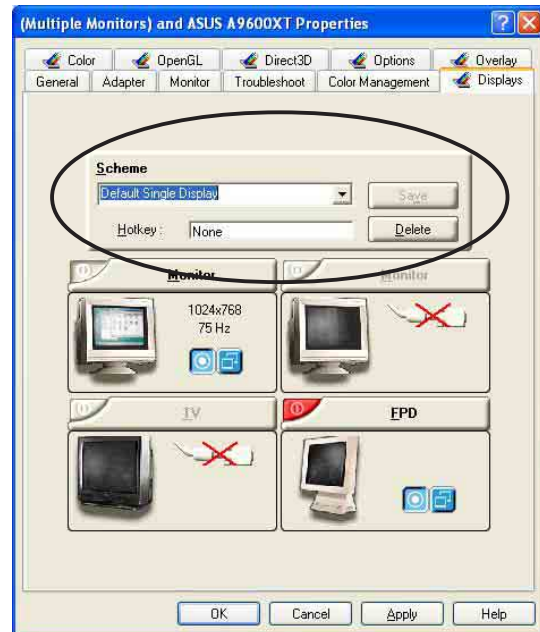 (Multiple Monitors) and ASUS A9600XT Properties
Color OpenGL Direct3D Options Overlay
General Adapter Monitor Troubleshoot Color Management Displays
Scheme
Default Single Display Save
Hotkey: None Delete
Monitor Monitor
1024x768
75 Hz
TV FPD
OK Cancel Apply Help